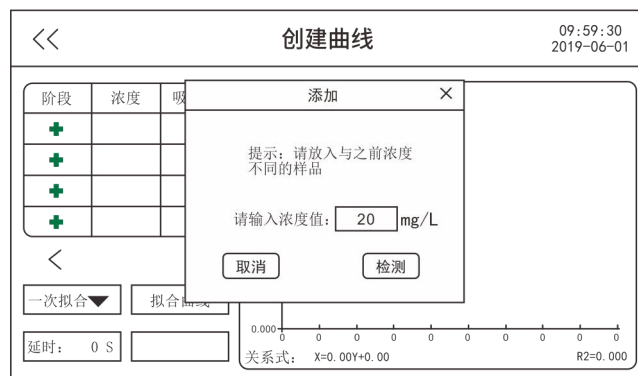 <<
创建曲线
09:59:30
2019-06-01
阶段 浓度 吸
添加 ×
提示：请放入与之前浓度
不同的样品
请输入浓度值： 20 mg/L
取消 检测
<
一次拟合 拟合曲线
延时： 0 S
0.000
0 0 0 0 0 0 0 0 0
关系式： X=0.00Y+0.00 R2=0.000